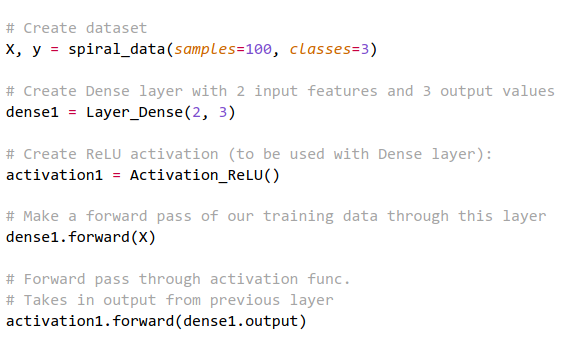 # Create dataset
X, y = spiral_data(samples=100, classes=3)
# Create Dense layer with 2 input features and 3 output values
dense1 = Layer_Dense(2, 3)
# Create ReLU activation (to be used with Dense layer):
activation1 = Activation_ReLU()
# Make a forward pass of our training data through this layer
dense1.forward(X)
# Forward pass through activation func.
# Takes in output from previous layer
activation1.forward(dense1.output)